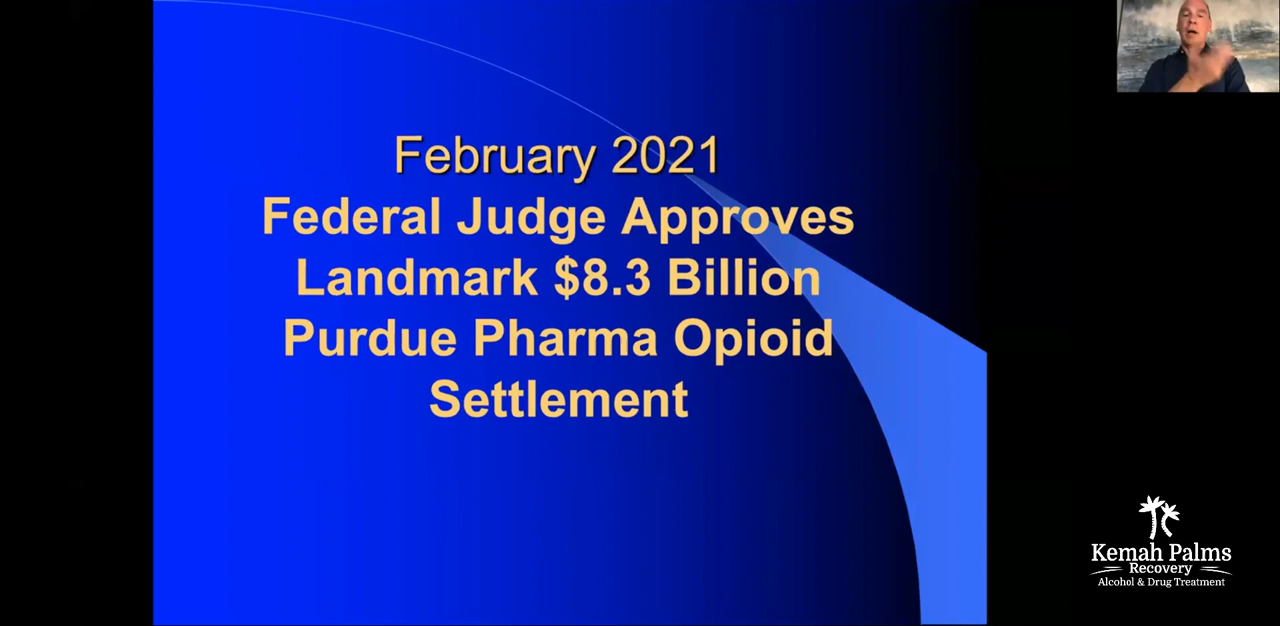 February 2021
Federal Judge Approves
Landmark $8.3 Billion
Purdue Pharma Opioid
Settlement
Kemah Palms
Recovery
Alcohol & Drug Treatment